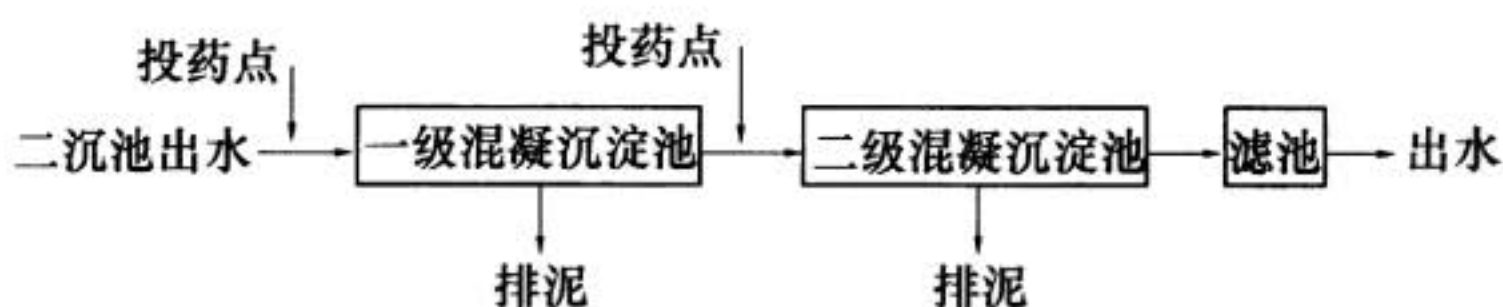 投药点
投药点
二沉池出水
一级混凝沉淀池
二级混凝沉淀池
滤池
出水
排泥
排泥